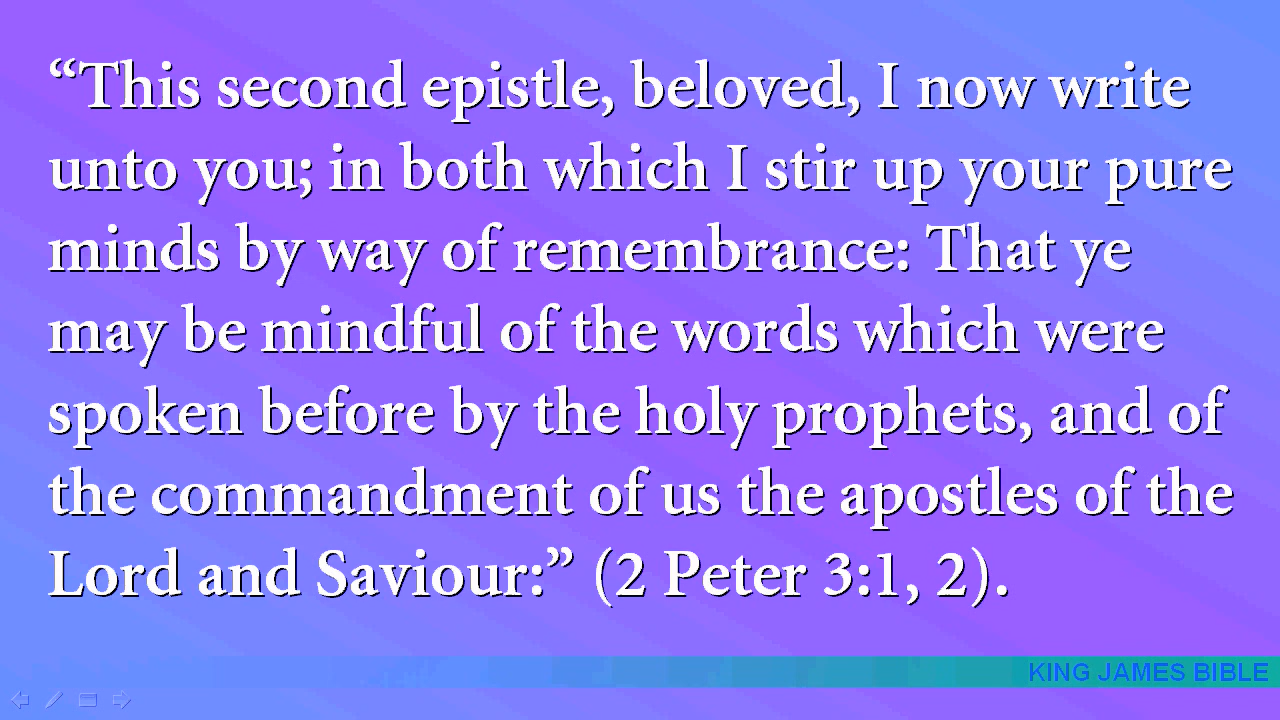 “This second epistle, beloved, I now write
unto you; in both which I stir up your pure
minds by way of remembrance: That ye
may be mindful of the words which were
spoken before by the holy prophets, and of
the commandment of us the apostles of the
Lord and Saviour:” (2 Peter 3:1, 2).
KING JAMES BIBLE